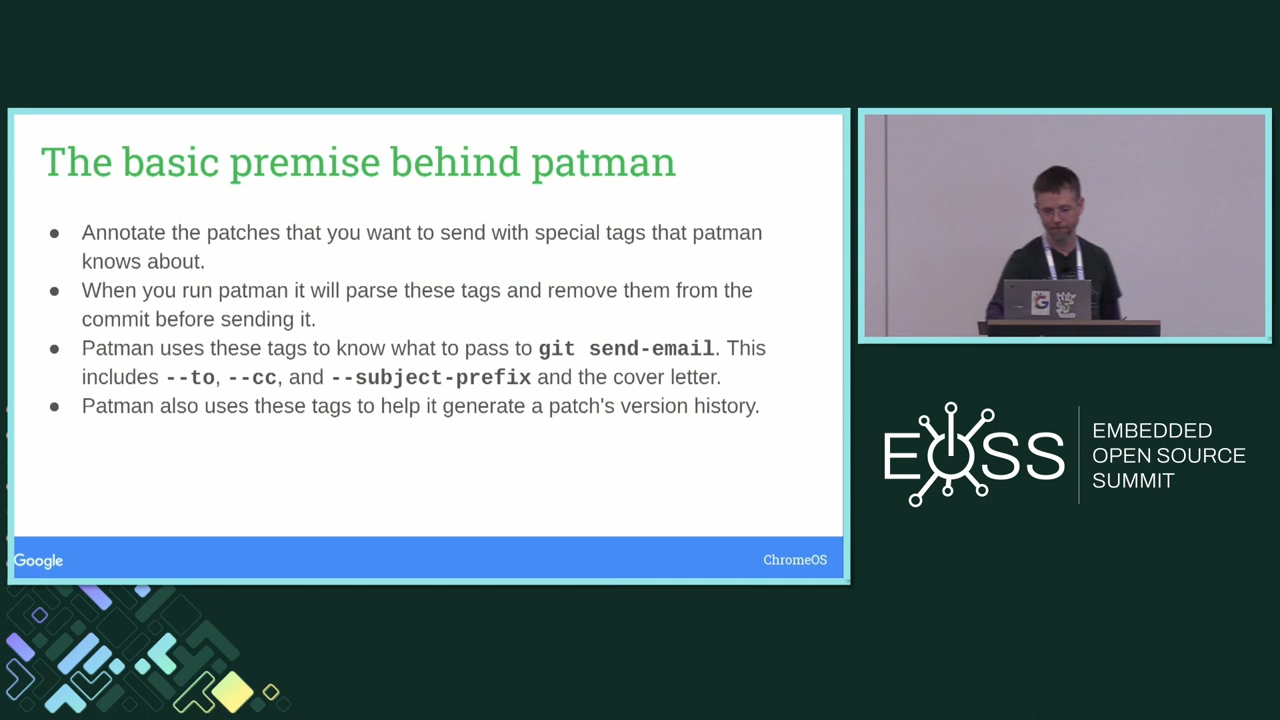 The basic premise behind patman
● Annotate the patches that you want to send with special tags that patman
knows about.
● When you run patman it will parse these tags and remove them from the
commit before sending it.
● Patman uses these tags to know what to pass to git send-email. This
includes --to, --cc, and --subject-prefix and the cover letter.
● Patman also uses these tags to help it generate a patch's version history.
Google
ChromeOS
G
EOSS
EMBEDDED
OPEN SOURCE
SUMMIT